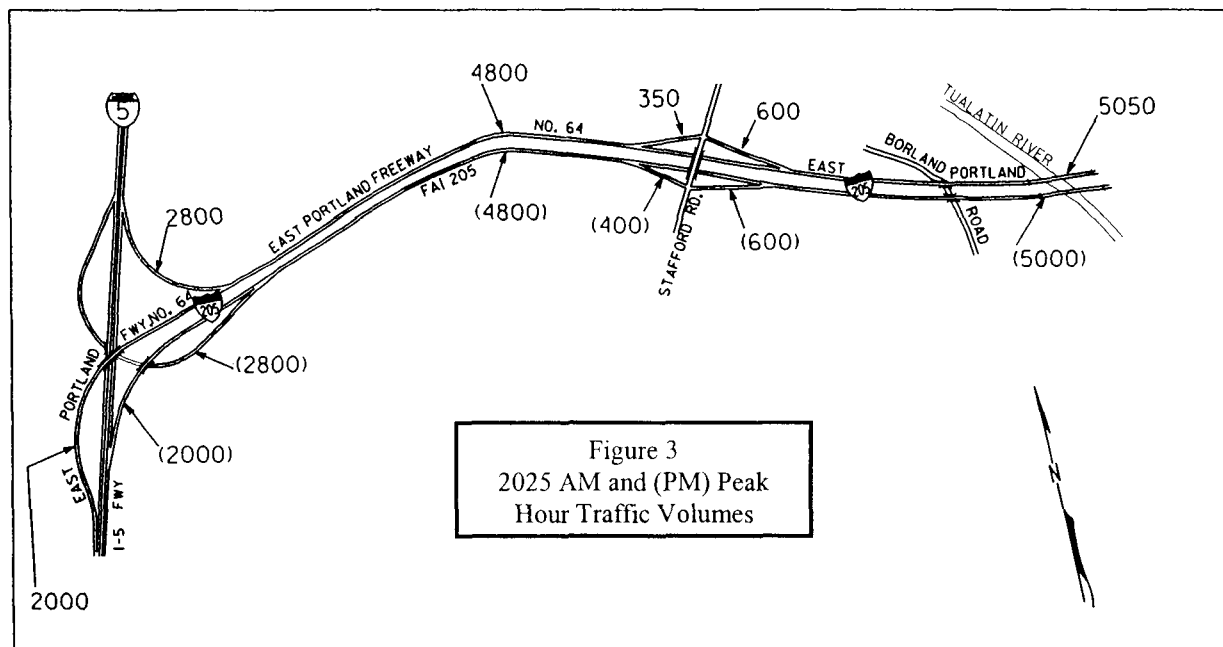 5
2800
EAST PORTLAND FREEWAY
FAI 205
4800
(4800)
NO. 64
350
600
(400)
(600)
STAFFORD RD.
EAST
205
PORTLAND
BORLAND
ROAD
TUALATIN RIVER
5050
(5000)
FWY. NO. 64
205
PORTLAND
EAST
(2800)
(2000)
I-5 FWY
2000
Figure 3
2025 AM and (PM) Peak
Hour Traffic Volumes
N